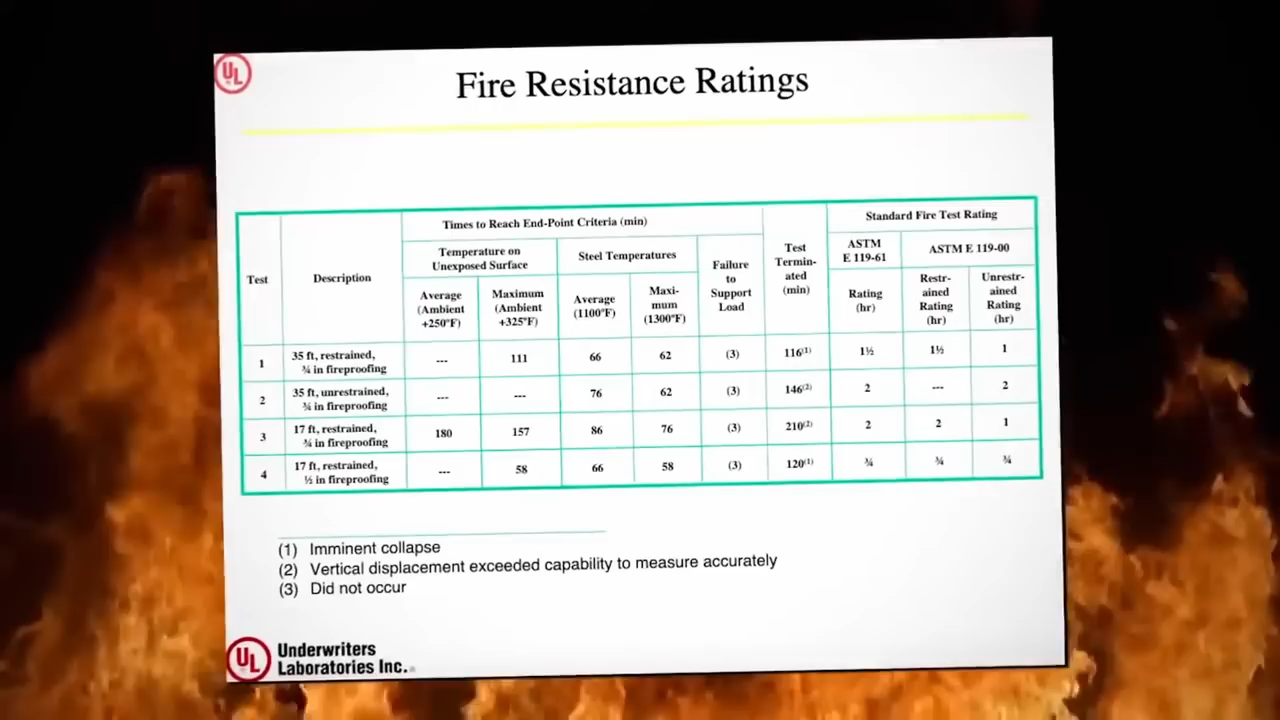 UL
Fire Resistance Ratings
Times to Reach End-Point Criteria (min)
Standard Fire Test Rating
Test
Description
Temperature on
Unexposed Surface
Steel Temperatures
Failure
to
Support
Load
Test
Termin-
ated
(min)
ASTM
E 119-61
ASTM E 119-00
Average
(Ambient
+250ºF)
Maximum
(Ambient
+325ºF)
Average
(1100ºF)
Maxi-
mum
(1300ºF)
Rating
(hr)
Restr-
ained
Rating
(hr)
Unrestr-
ained
Rating
(hr)
1 35 ft, restrained, --- 111 66 62 (3) 116(1) 1½ 1½ 1
¾ in fireproofing
2 35 ft, unrestrained, --- --- 76 62 (3) 146(2) 2 --- 2
¾ in fireproofing
3 17 ft, restrained, 180 157 86 76 (3) 210(2) 2 2 1
¾ in fireproofing
4 17 ft, restrained, --- 58 66 58 (3) 120(1) ¾ ¾ ¾
½ in fireproofing
(1) Imminent collapse
(2) Vertical displacement exceeded capability to measure accurately
(3) Did not occur
UL
Underwriters
Laboratories Inc.